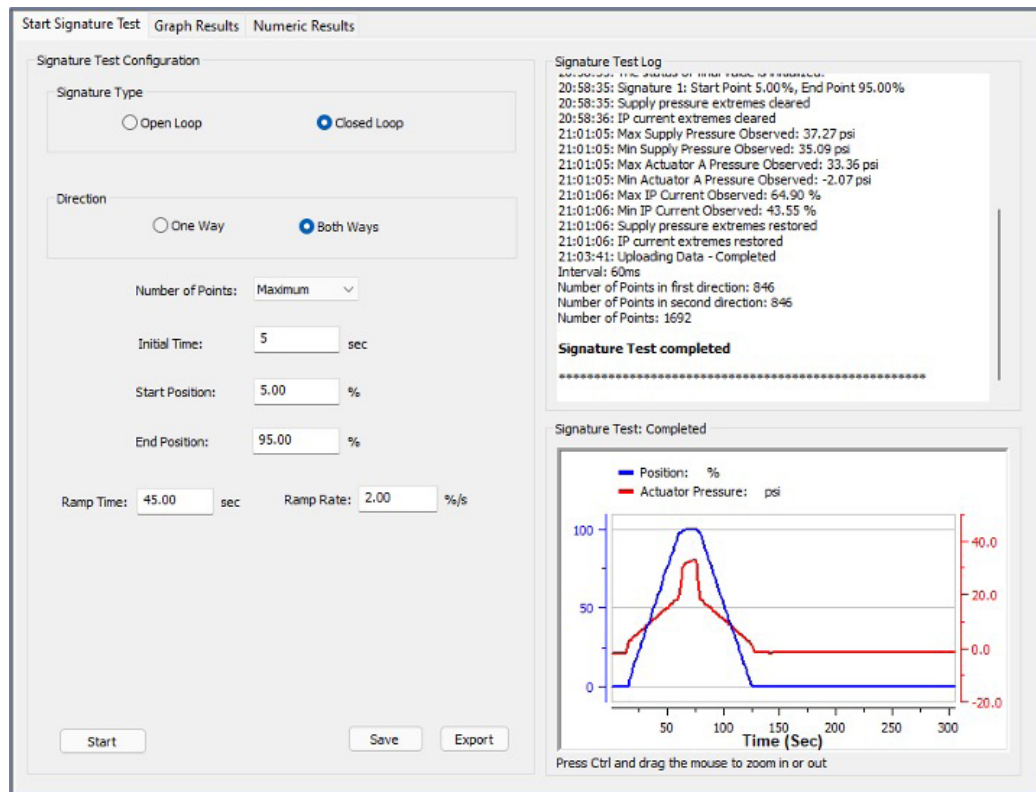 Start Signature Test Graph Results Numeric Results
Signature Test Configuration
Signature Type
Open Loop Closed Loop
Direction
One Way Both Ways
Number of Points: Maximum
Initial Time: 5 sec
Start Position: 5.00 %
End Position: 95.00 %
Ramp Time: 45.00 sec Ramp Rate: 2.00 %/s
Start Save Export
Signature Test Log
20:58:35: The status of final value is initialized.
20:58:35: Signature 1: Start Point 5.00%, End Point 95.00%
20:58:35: Supply pressure extremes cleared
20:58:36: IP current extremes cleared
21:01:05: Max Supply Pressure Observed: 37.27 psi
21:01:05: Min Supply Pressure Observed: 35.09 psi
21:01:05: Max Actuator A Pressure Observed: 33.36 psi
21:01:05: Min Actuator A Pressure Observed: -2.07 psi
21:01:06: Max IP Current Observed: 64.90 %
21:01:06: Min IP Current Observed: 43.55 %
21:01:06: Supply pressure extremes restored
21:01:06: IP current extremes restored
21:03:41: Uploading Data - Completed
Interval: 60ms
Number of Points in first direction: 846
Number of Points in second direction: 846
Number of Points: 1692
Signature Test completed
****************************************************
Signature Test: Completed
Position: %
Actuator Pressure: psi
100 40.0
50 20.0
0.0
0
-20.0
50 100 150 200 250 300
Time (Sec)
Press Ctrl and drag the mouse to zoom in or out